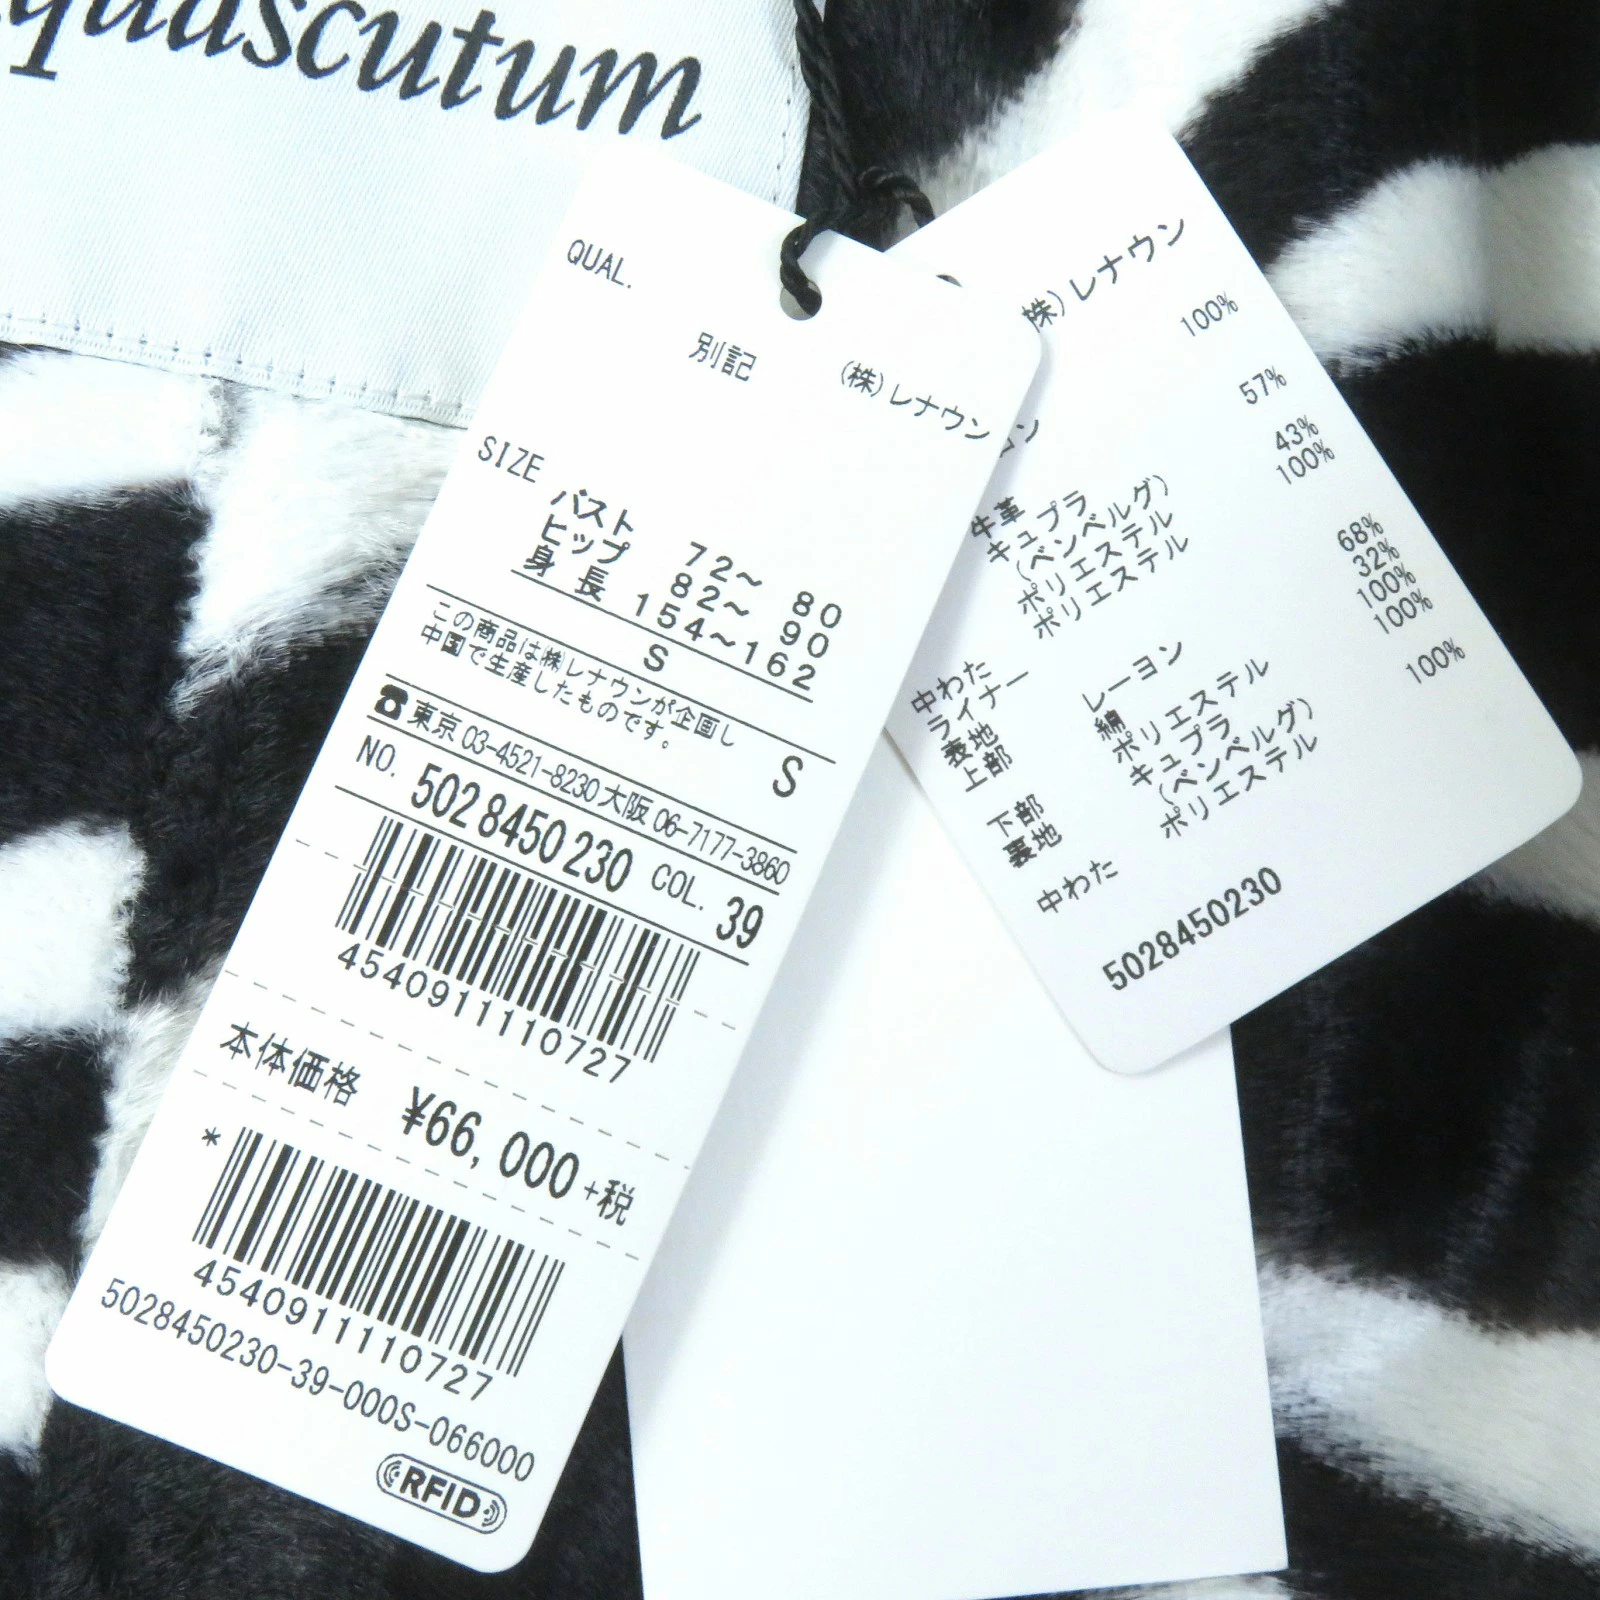 quascutum
QUAL.
別記
(株)レナウン
SIZE
バスト 72～ 80
ヒップ 82～ 90
身 長 154～162
S
この商品は(株)レナウンが企画し
中国で生産したものです。
S
☎東京 03-4521-8230 大阪 06-7177-3860
NO. 5028450230 COL. 39
4540911110727
本体価格 ¥66,000+税
*
4540911110727
5028450230-39-000S-066000
RFID
株)レナウン
100%
57%
ン 43%
牛革 100%
キュプラ
(ベンベルグ) 68%
ポリエステル 32%
ポリエステル 100%
100%
中わた
ライナー
表地 レーヨン 100%
上部 綿
ポリエステル
下部 キュプラ
裏地 (ベンベルグ)
ポリエステル
中わた
5028450230